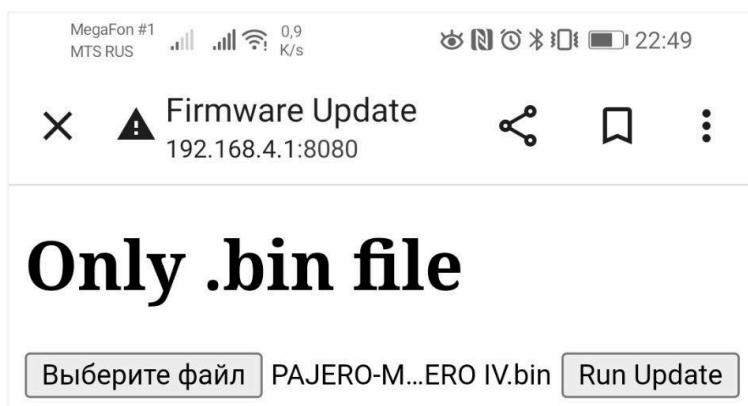 MegaFon #1
MTS RUS
0,9
K/s
22:49
Firmware Update
192.168.4.1:8080
Only .bin file
Выберите файл PAJERO-M...ERO IV.bin Run Update